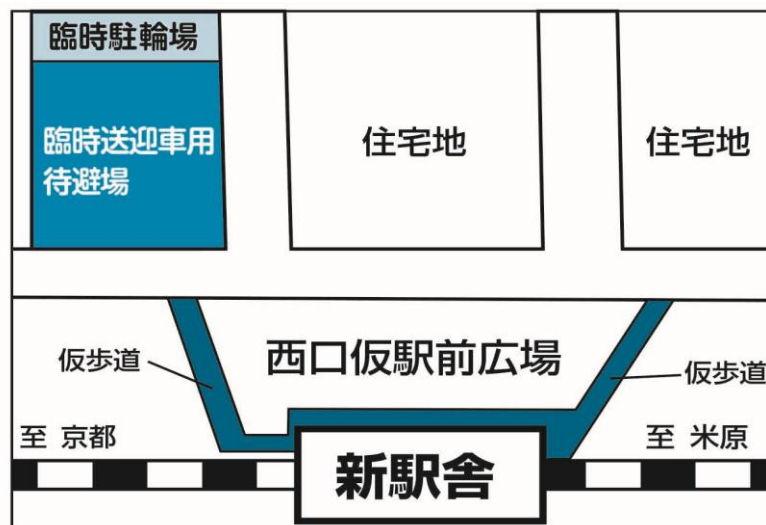 臨時駐輪場
臨時送迎車用
待避場
住宅地
住宅地
西口仮駅前広場
仮歩道
仮歩道
至 京都
至 米原
新駅舎